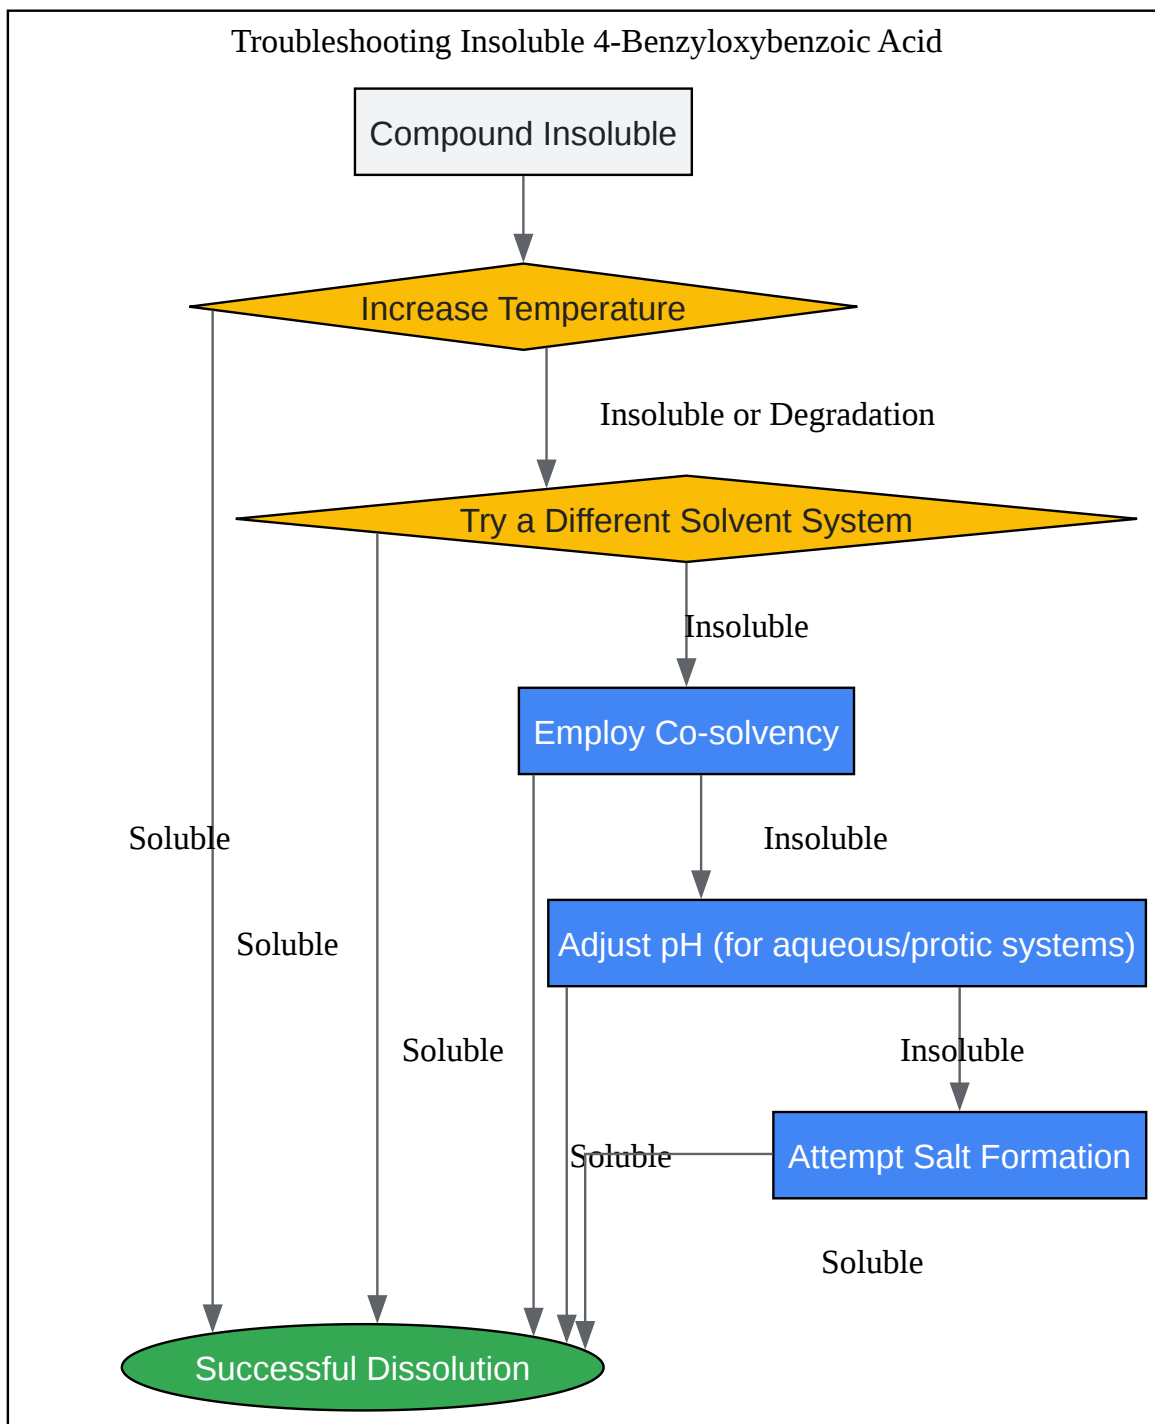 Troubleshooting Insoluble 4-Benzyloxybenzoic Acid
Compound Insoluble
Increase Temperature
Insoluble or Degradation
Try a Different Solvent System
Insoluble
Employ Co-solvency
Soluble
Insoluble
Soluble
Adjust pH (for aqueous/protic systems)
Soluble
Insoluble
Soluble
Attempt Salt Formation
Soluble
Successful Dissolution